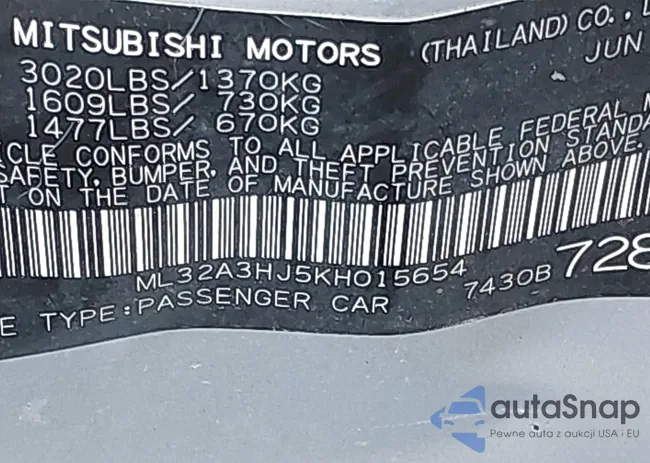 MITSUBISHI MOTORS (THAILAND) CO.,
JUN
3020LBS/1370KG
1609LBS/ 730KG
1477LBS/ 670KG
CONFORMS TO ALL APPLICABLE FEDERAL
SAFETY, BUMPER, AND THEFT PREVENTION
ON THE DATE OF MANUFACTURE SHOWN ABOVE.
ML32A3HJ5KH015654
7430B 728
TYPE:PASSENGER CAR
autaSnap
Pewne auta z aukcji USA i EU